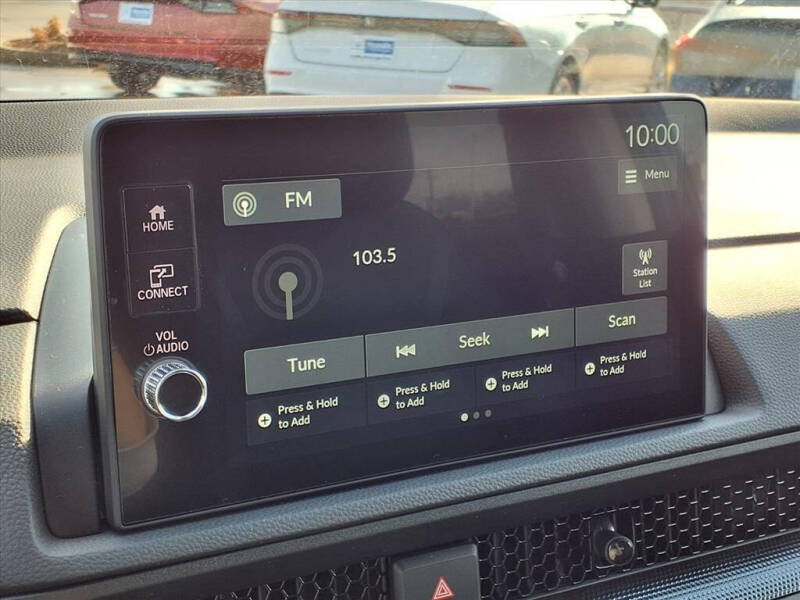 10:00
Menu
FM
HOME
103.5
Station
List
CONNECT
VOL
AUDIO
Tune
Seek
Scan
Press & Hold
to Add
Press & Hold
to Add
Press & Hold
to Add
Press & Hold
to Add